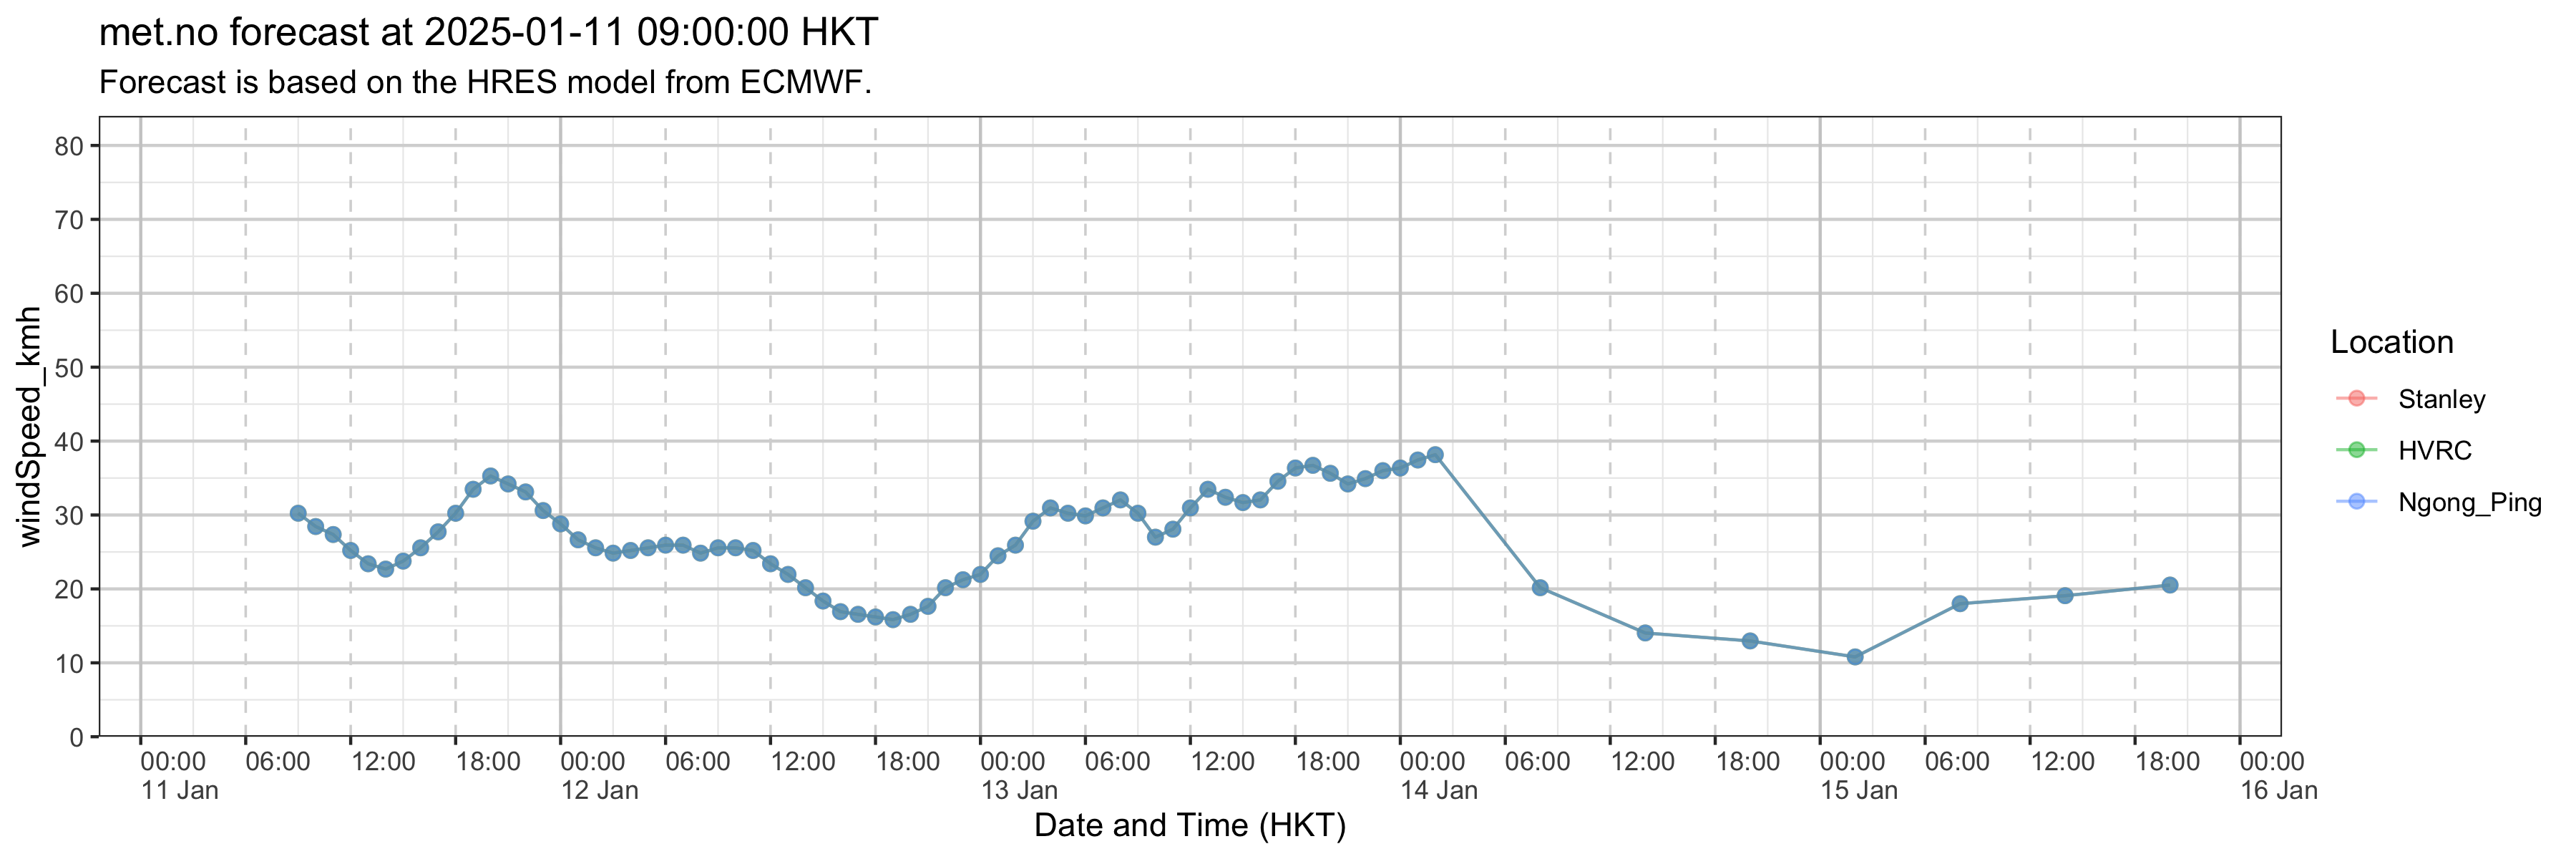 met.no forecast at 2025-01-11 09:00:00 HKT
Forecast is based on the HRES model from ECMWF.
windSpeed_kmh
80
70
60
50
40
30
20
10
0
00:00 06:00 12:00 18:00 00:00 06:00 12:00 18:00 00:00 06:00 12:00 18:00 00:00 06:00 12:00 18:00 00:00 06:00 12:00 18:00 00:00
11 Jan 12 Jan 13 Jan 14 Jan 15 Jan 16 Jan
Date and Time (HKT)
Location
Stanley
HVRC
Ngong_Ping